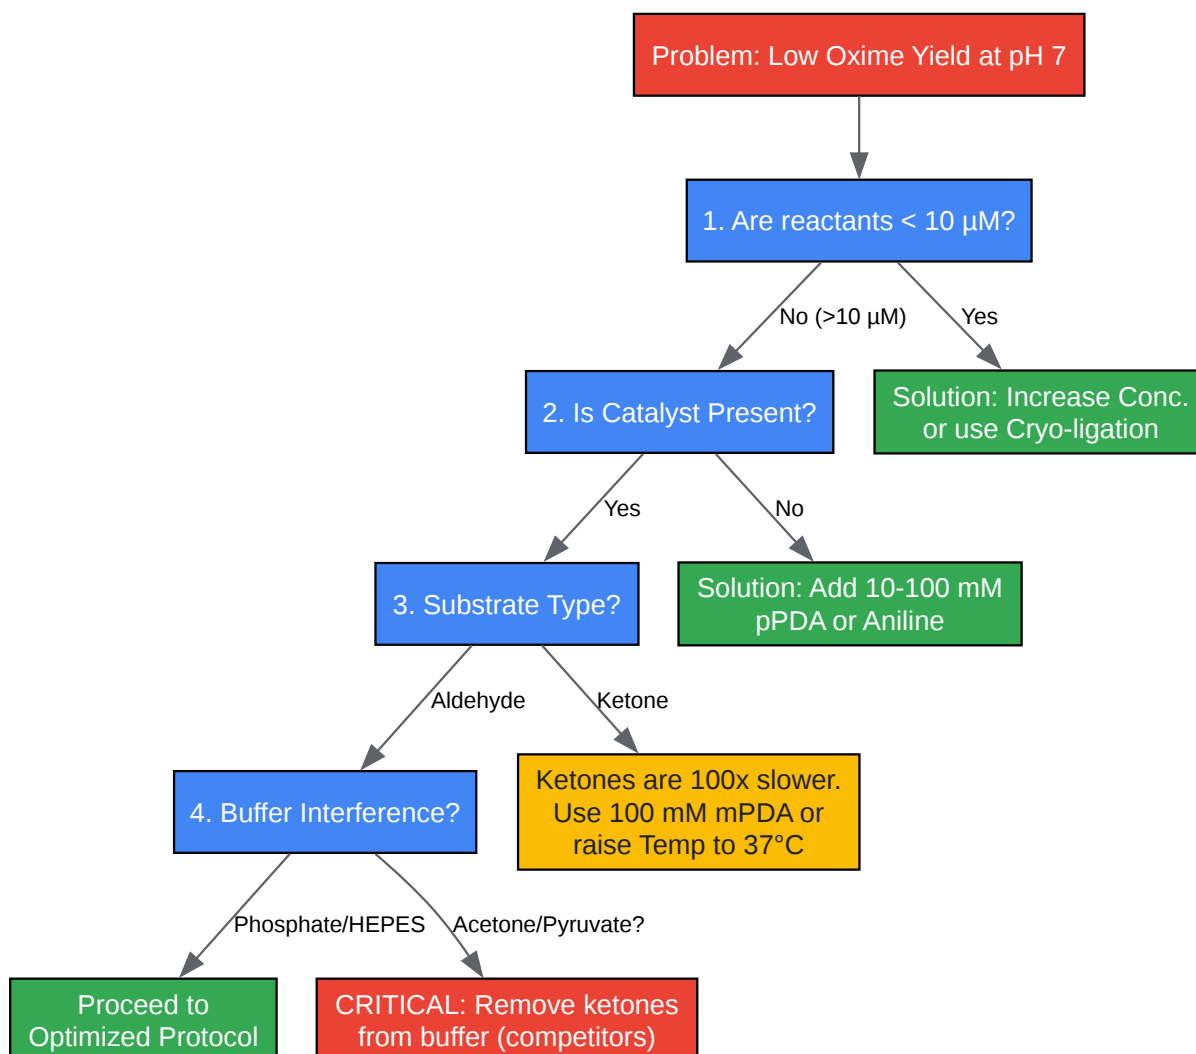 Problem: Low Oxime Yield at pH 7
1. Are reactants < 10 µM?
No (>10 µM)
Yes
2. Is Catalyst Present?
Solution: Increase Conc.
or use Cryo-ligation
Yes
No
3. Substrate Type?
Solution: Add 10-100 mM
pPDA or Aniline
Aldehyde
Ketone
4. Buffer Interference?
Ketones are 100x slower.
Use 100 mM mPDA or
raise Temp to 37°C
Phosphate/HEPES
Acetone/Pyruvate?
Proceed to
Optimized Protocol
CRITICAL: Remove ketones
from buffer (competitors)